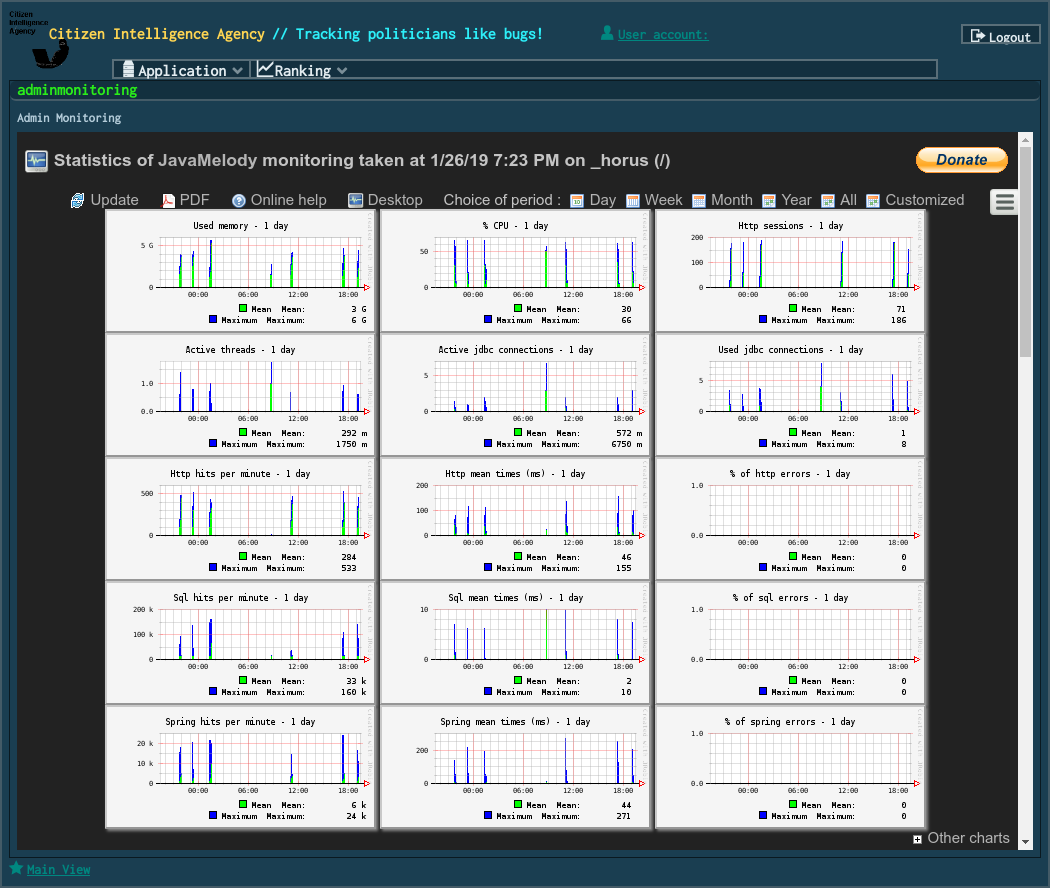 Citizen
Intelligence
Agency
Citizen Intelligence Agency // Tracking politicians like bugs!
User account:
Logout
Application
Ranking
adminmonitoring
Admin Monitoring
Statistics of JavaMelody monitoring taken at 1/26/19 7:23 PM on _horus (/)
Donate
Update PDF Online help Desktop Choice of period : Day Week Month Year All Customized
Used memory - 1 day
5 G
0
00:00 06:00 12:00 18:00
Mean Mean: 3 G
Maximum Maximum: 6 G
% CPU - 1 day
50
0
00:00 06:00 12:00 18:00
Mean Mean: 30
Maximum Maximum: 66
Http sessions - 1 day
200
100
0
00:00 06:00 12:00 18:00
Mean Mean: 71
Maximum Maximum: 186
Active threads - 1 day
1.0
0.0
00:00 06:00 12:00 18:00
Mean Mean: 292 m
Maximum Maximum: 1750 m
Active jdbc connections - 1 day
5
0
00:00 06:00 12:00 18:00
Mean Mean: 572 m
Maximum Maximum: 6750 m
Used jdbc connections - 1 day
5
0
00:00 06:00 12:00 18:00
Mean Mean: 1
Maximum Maximum: 8
Http hits per minute - 1 day
500
0
00:00 06:00 12:00 18:00
Mean Mean: 284
Maximum Maximum: 533
Http mean times (ms) - 1 day
200
100
0
00:00 06:00 12:00 18:00
Mean Mean: 46
Maximum Maximum: 155
% of http errors - 1 day
1.0
0.0
00:00 06:00 12:00 18:00
Mean Mean: 0
Maximum Maximum: 0
Sql hits per minute - 1 day
200 k
100 k
0
00:00 06:00 12:00 18:00
Mean Mean: 33 k
Maximum Maximum: 160 k
Sql mean times (ms) - 1 day
10
0
00:00 06:00 12:00 18:00
Mean Mean: 2
Maximum Maximum: 10
% of sql errors - 1 day
1.0
0.0
00:00 06:00 12:00 18:00
Mean Mean: 0
Maximum Maximum: 0
Spring hits per minute - 1 day
20 k
10 k
0
00:00 06:00 12:00 18:00
Mean Mean: 6 k
Maximum Maximum: 24 k
Spring mean times (ms) - 1 day
200
0
00:00 06:00 12:00 18:00
Mean Mean: 44
Maximum Maximum: 271
% of spring errors - 1 day
1.0
0.0
00:00 06:00 12:00 18:00
Mean Mean: 0
Maximum Maximum: 0
Other charts
Main View